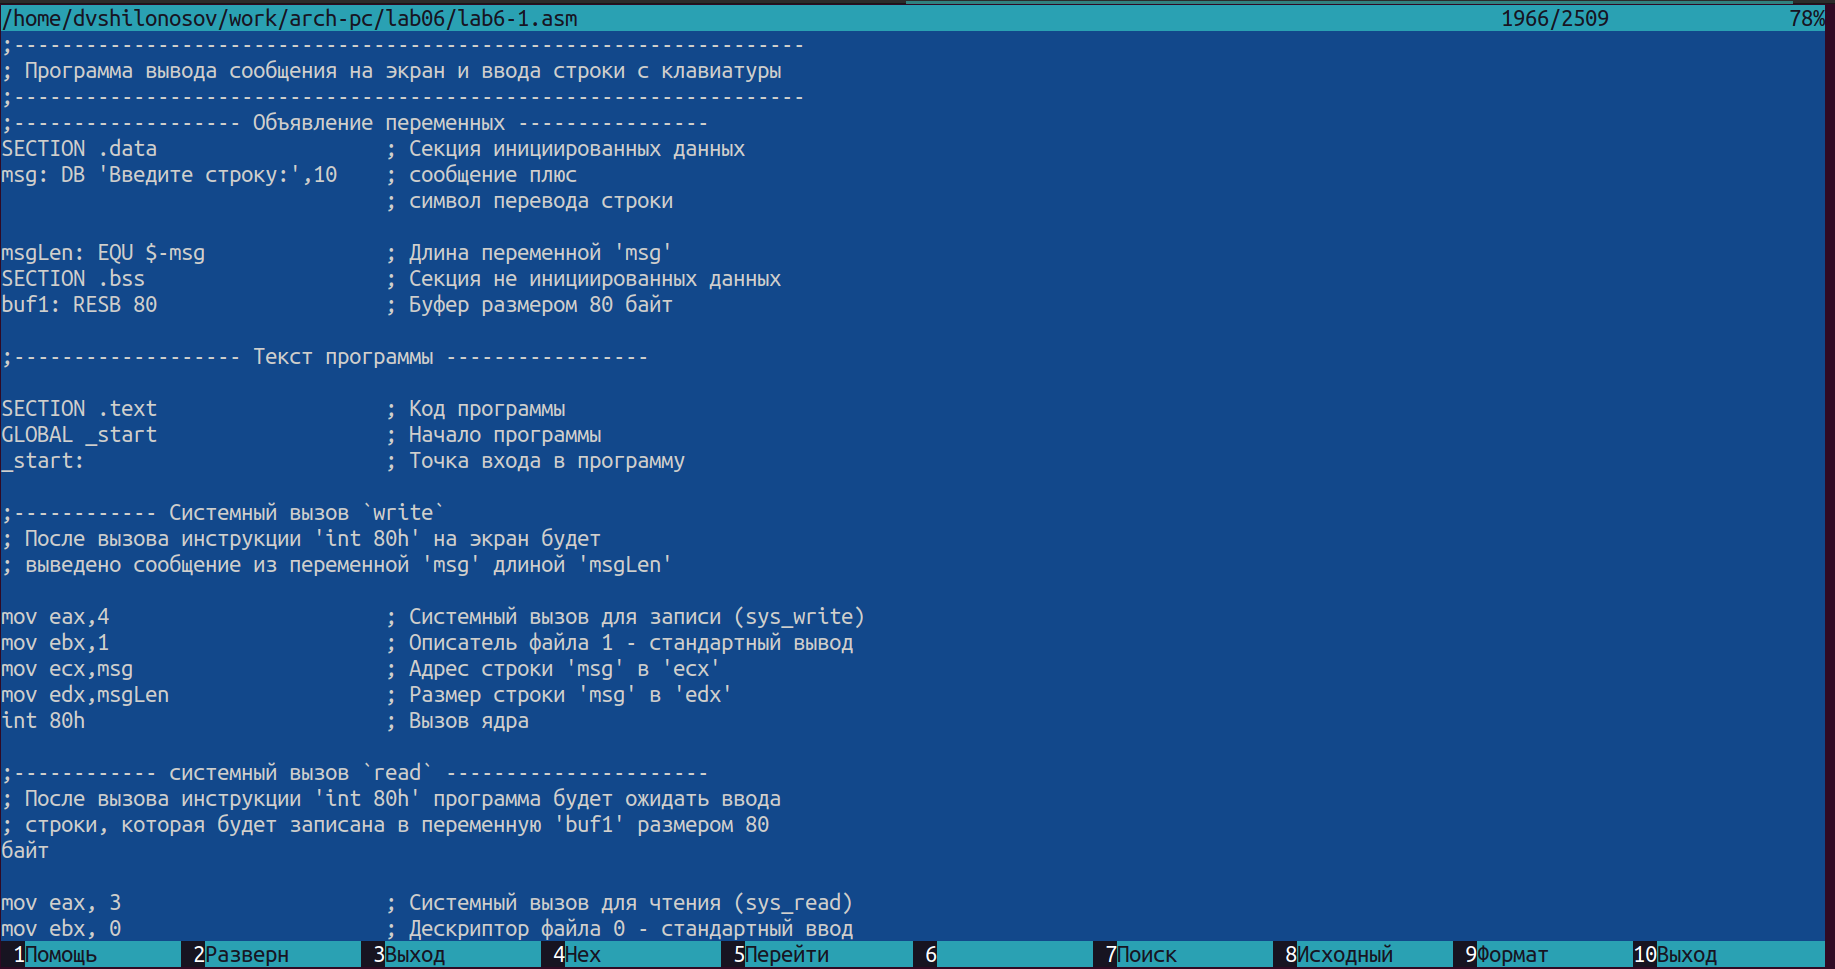 /home/dvshilonosov/work/arch-pc/lab06/lab6-1.asm 1966/2509 78%
;------------------------------------------------------------------
; Программа вывода сообщения на экран и ввода строки с клавиатуры
;------------------------------------------------------------------
;------------------- Объявление переменных ----------------
SECTION .data ; Секция инициированных данных
msg: DB 'Введите строку:',10 ; сообщение плюс
; символ перевода строки
msgLen: EQU $-msg ; Длина переменной 'msg'
SECTION .bss ; Секция не инициированных данных
buf1: RESB 80 ; Буфер размером 80 байт
;------------------- Текст программы -----------------
SECTION .text ; Код программы
GLOBAL _start ; Начало программы
_start: ; Точка входа в программу
;------------ Системный вызов `write`
; После вызова инструкции 'int 80h' на экран будет
; выведено сообщение из переменной 'msg' длиной 'msgLen'
mov eax,4 ; Системный вызов для записи (sys_write)
mov ebx,1 ; Описатель файла 1 - стандартный вывод
mov ecx,msg ; Адрес строки 'msg' в 'ecx'
mov edx,msgLen ; Размер строки 'msg' в 'edx'
int 80h ; Вызов ядра
;------------ системный вызов `read` ----------------------
; После вызова инструкции 'int 80h' программа будет ожидать ввода
; строки, которая будет записана в переменную 'buf1' размером 80
байт
mov eax, 3 ; Системный вызов для чтения (sys_read)
mov ebx, 0 ; Дескриптор файла 0 - стандартный ввод
1Помощь 2Разверн 3Выход 4Hex 5Перейти 6 7Поиск 8Исходный 9Формат 10Выход